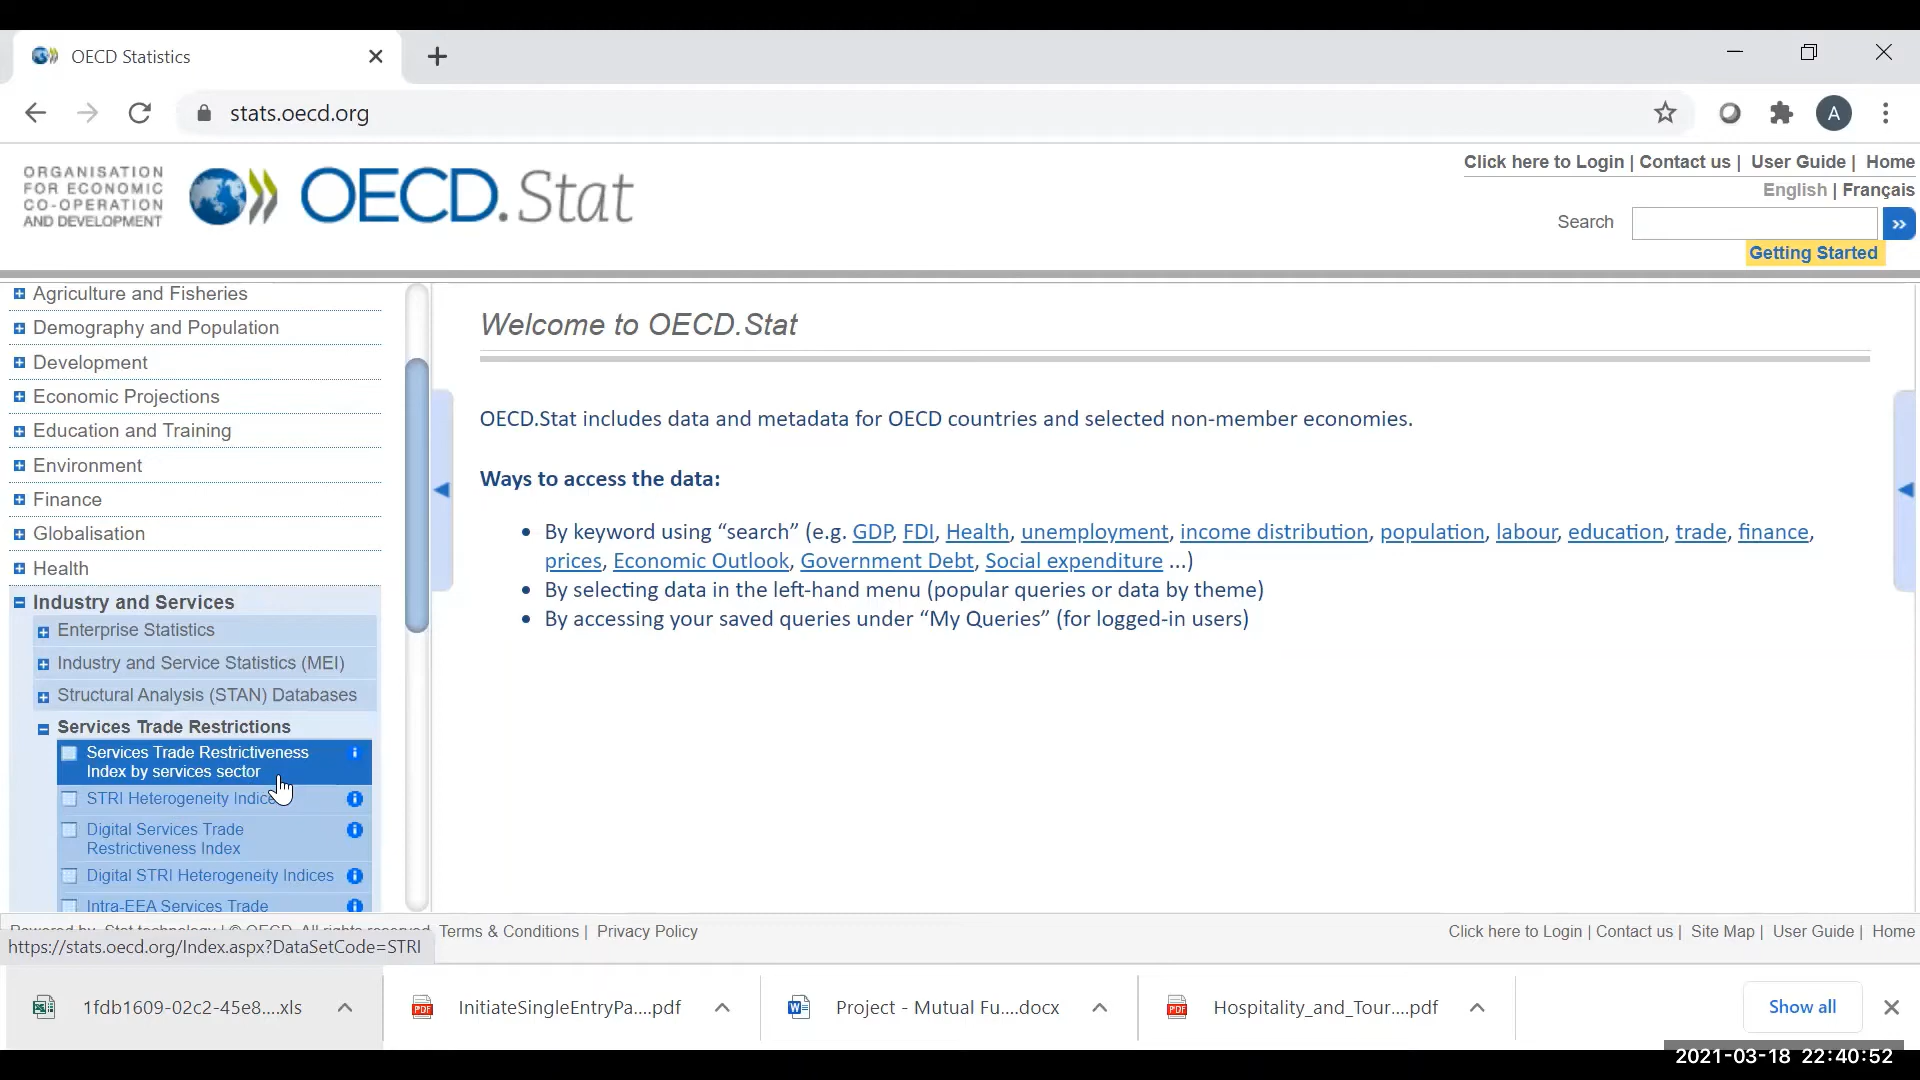 OECD Statistics
stats.oecd.org
A
ORGANISATION
FOR ECONOMIC
CO-OPERATION
AND DEVELOPMENT
OECD.Stat
Click here to Login | Contact us | User Guide | Home
English | Français
Search
»
Getting Started
Agriculture and Fisheries
Demography and Population
Development
Economic Projections
Education and Training
Environment
Finance
Globalisation
Health
Industry and Services
Enterprise Statistics
Industry and Service Statistics (MEI)
Structural Analysis (STAN) Databases
Services Trade Restrictions
Services Trade Restrictiveness
Index by services sector
STRI Heterogeneity
Digital Services Trade
Restrictiveness Index
Digital STRI Heterogeneity Indices
Intra-EEA Services Trade
Welcome to OECD.Stat
OECD.Stat includes data and metadata for OECD countries and selected non-member economies.
Ways to access the data:
• By keyword using “search” (e.g. GDP, FDI, Health, unemployment, income distribution, population, labour, education, trade, finance,
prices, Economic Outlook, Government Debt, Social expenditure ...)
• By selecting data in the left-hand menu (popular queries or data by theme)
• By accessing your saved queries under “My Queries” (for logged-in users)
Terms & Conditions | Privacy Policy
Click here to Login | Contact us | Site Map | User Guide | Home
https://stats.oecd.org/Index.aspx?DataSetCode=STRI
1fdb1609-02c2-45e8....xls
InitiateSingleEntryPa....pdf
Project - Mutual Fu....docx
Hospitality_and_Tour....pdf
Show all
2021-03-18 22:40:52